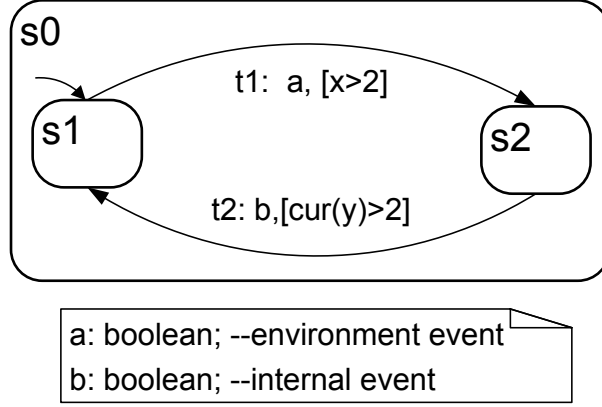 s0
t1: a, [x>2]
s1
s2
t2: b,[cur(y)>2]
a: boolean; --environment event
b: boolean; --internal event